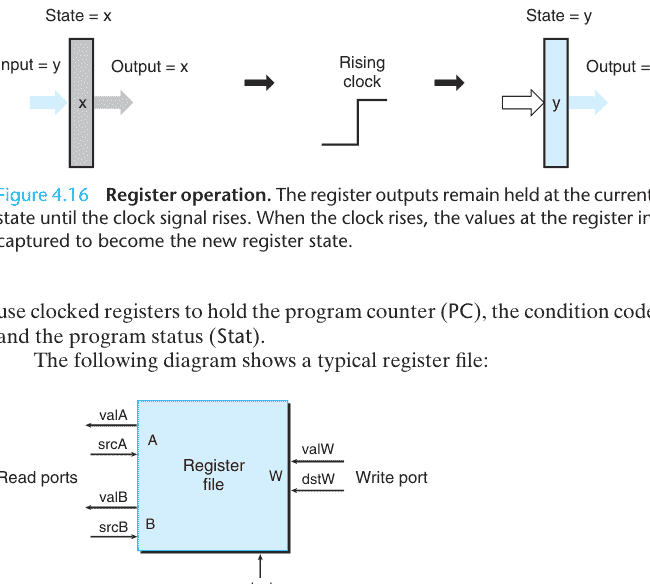 State = x
State = y
nput = y
Output = x
Rising
clock
Output =
x
y
Figure 4.16 Register operation. The register outputs remain held at the current
state until the clock signal rises. When the clock rises, the values at the register in
captured to become the new register state.
use clocked registers to hold the program counter (PC), the condition code
and the program status (Stat).
The following diagram shows a typical register file:
valA
srcA
A
Read ports
Register
file
valW
W
dstW
Write port
valB
srcB
B